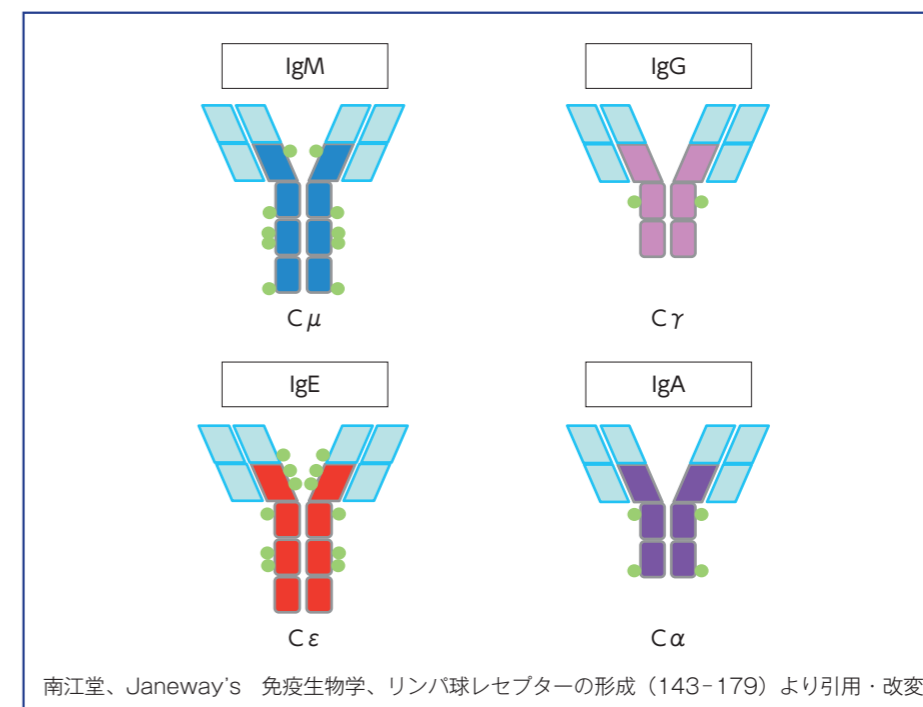 IgM
IgG
Cμ
Cγ
IgE
IgA
Cε
Cα
南江堂、Janeway's 免疫生物学、リンパ球レセプターの形成（143-179）より引用・改変